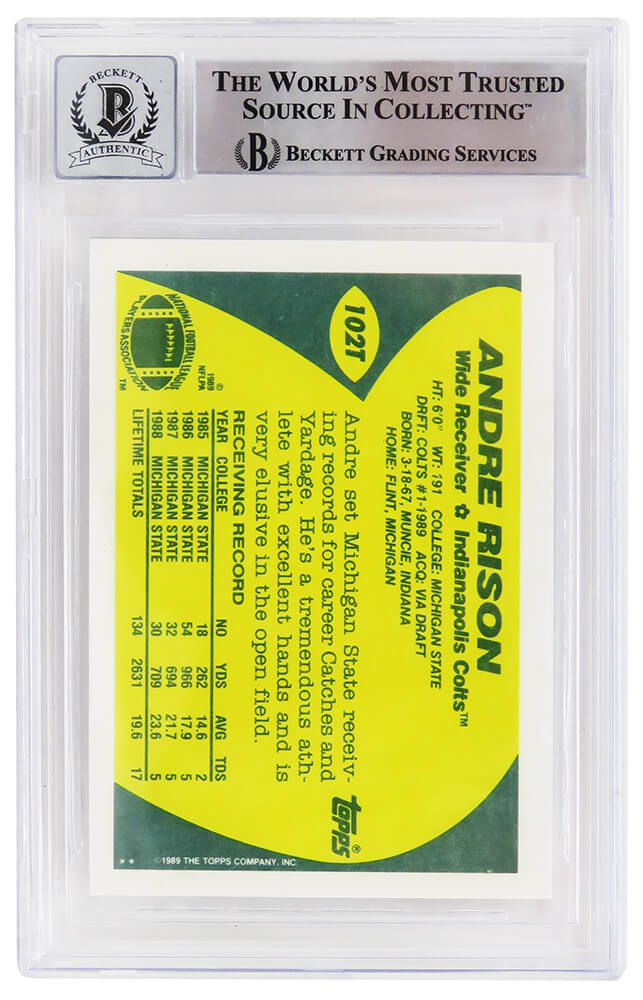 BECKETT
B
AUTHENTIC
THE WORLD'S MOST TRUSTED
SOURCE IN COLLECTING™
B BECKETT GRADING SERVICES
102T
ANDRE RISON
Wide Receiver ✪ Indianapolis Colts™
HT: 6'0" WT: 191 COLLEGE: MICHIGAN STATE
DRFT: COLTS #1-1989 ACQ: VIA DRAFT
BORN: 3-18-67, MUNCIE, INDIANA
HOME: FLINT, MICHIGAN
Andre set Michigan State receiv-
ing records for career Catches and
Yardage. He's a tremendous ath-
lete with excellent hands and is
very elusive in the open field.
topps®
RECEIVING RECORD
YEAR COLLEGE NO YDS AVG TDS
1985 MICHIGAN STATE 18 262 14.6 2
1986 MICHIGAN STATE 54 966 17.9 5
1987 MICHIGAN STATE 32 694 21.7 5
1988 MICHIGAN STATE 30 709 23.6 5
LIFETIME TOTALS 134 2631 19.6 17
NATIONAL FOOTBALL LEAGUE
PLAYERS ASSOCIATION
™
© 1989
NFLPA
** ©1989 THE TOPPS COMPANY, INC.